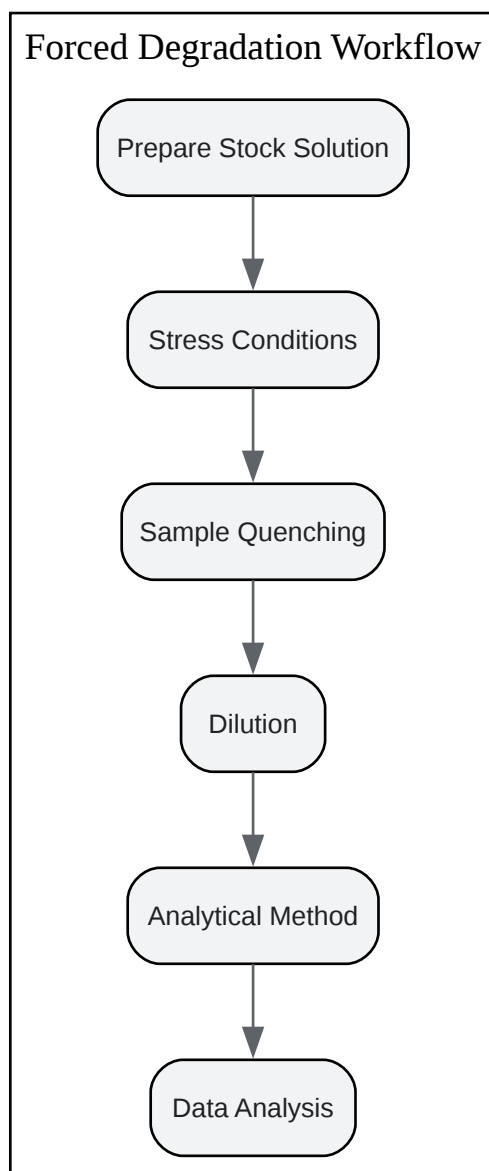 Forced Degradation Workflow
Prepare Stock Solution
Stress Conditions
Sample Quenching
Dilution
Analytical Method
Data Analysis